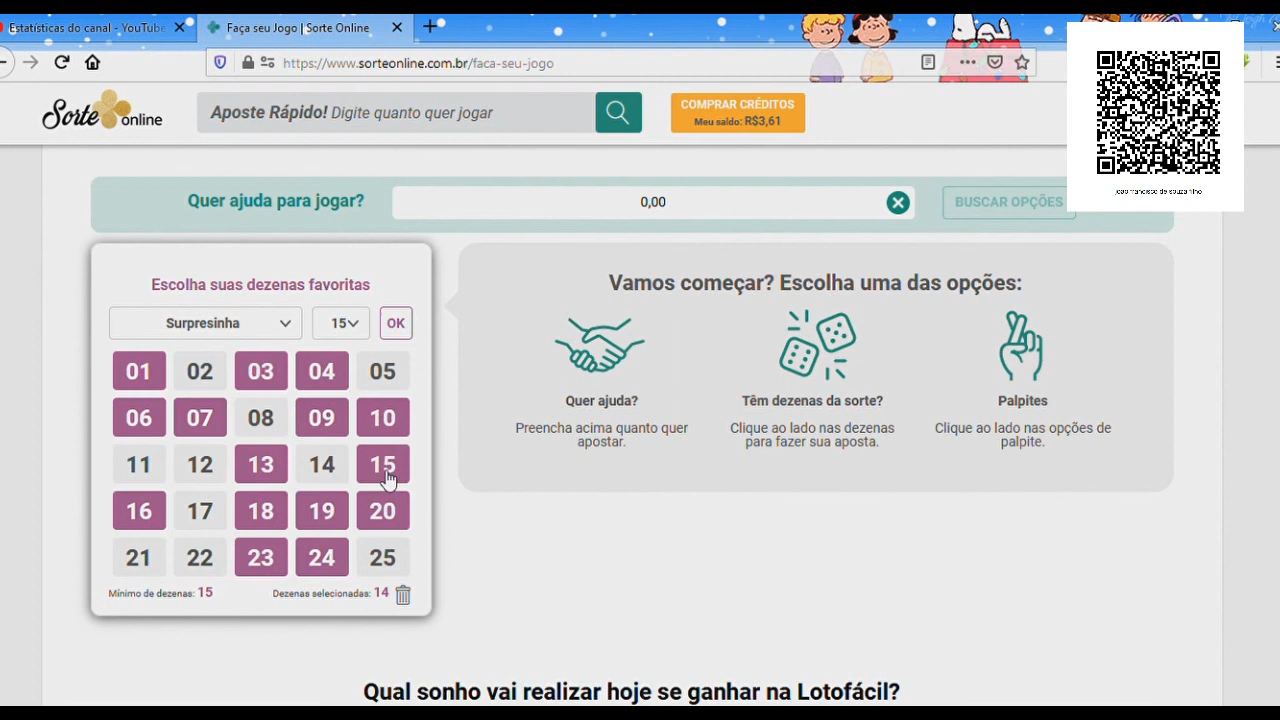 Estatísticas do canal - YouTube
Faça seu Jogo | Sorte Online
https://www.sorteonline.com.br/faca-seu-jogo
Sorte online
Aposte Rápido! Digite quanto quer jogar
COMPRAR CRÉDITOS
Meu saldo: R$3,61
joão francisco de souza filho
Quer ajuda para jogar?
0,00
BUSCAR OPÇÕES
Escolha suas dezenas favoritas
Surpresinha
15
OK
01 02 03 04 05
06 07 08 09 10
11 12 13 14 15
16 17 18 19 20
21 22 23 24 25
Mínimo de dezenas: 15
Dezenas selecionadas: 14
Vamos começar? Escolha uma das opções:
Quer ajuda?
Preencha acima quanto quer
apostar.
Têm dezenas da sorte?
Clique ao lado nas dezenas
para fazer sua aposta.
Palpites
Clique ao lado nas opções de
palpite.
Qual sonho vai realizar hoje se ganhar na Lotofácil?